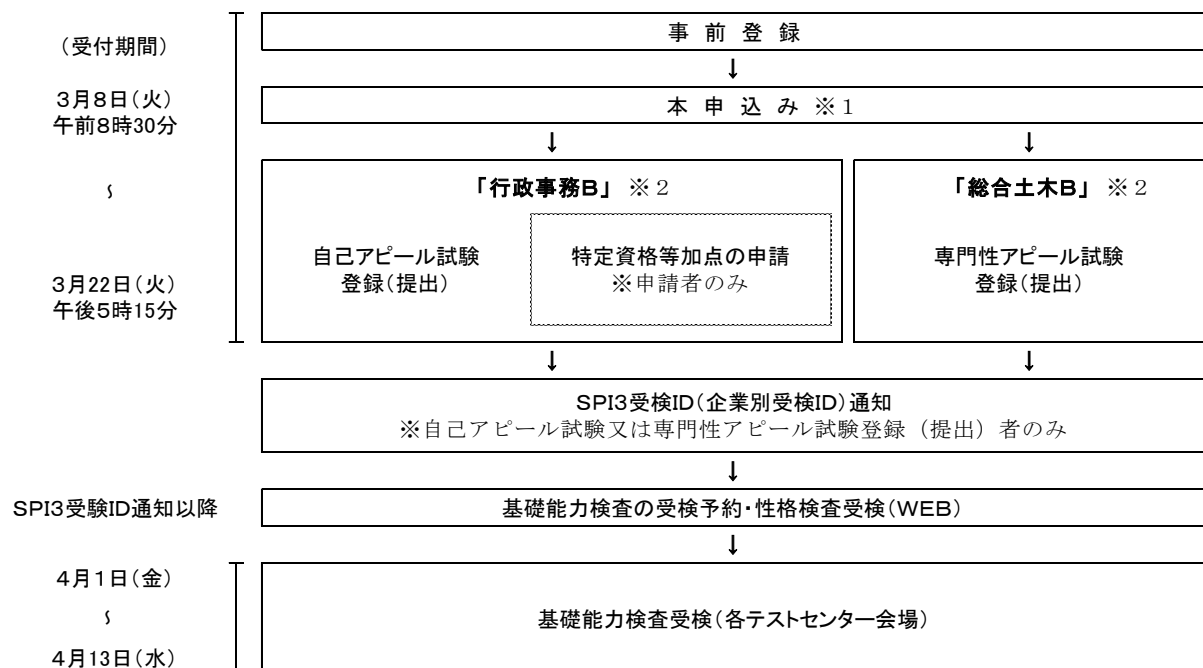 事 前 登 録
(受付期間)
↓
3月8日(火)
午前8時30分
本 申 込 み ※1
↓ ↓
~
「行政事務B」 ※2
「総合土木B」 ※2
自己アピール試験
登録(提出)
特定資格等加点の申請
※申請者のみ
専門性アピール試験
登録(提出)
3月22日(火)
午後5時15分
↓ ↓
SPI3受検ID(企業別受検ID)通知
※自己アピール試験又は専門性アピール試験登録(提出)者のみ
↓
SPI3受験ID通知以降
基礎能力検査の受検予約・性格検査受検(WEB)
↓
4月1日(金)
~
4月13日(水)
基礎能力検査受検(各テストセンター会場)